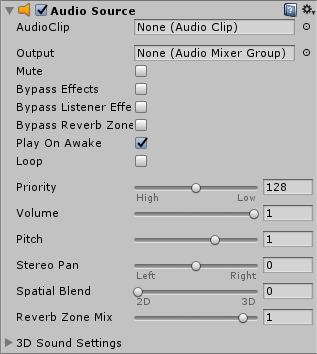 Audio Source
AudioClip None (Audio Clip)
Output None (Audio Mixer Group)
Mute
Bypass Effects
Bypass Listener Effe
Bypass Reverb Zone
Play On Awake
Loop
Priority 128
High Low
Volume 1
Pitch 1
Stereo Pan 0
Left Right
Spatial Blend 0
2D 3D
Reverb Zone Mix 1
3D Sound Settings